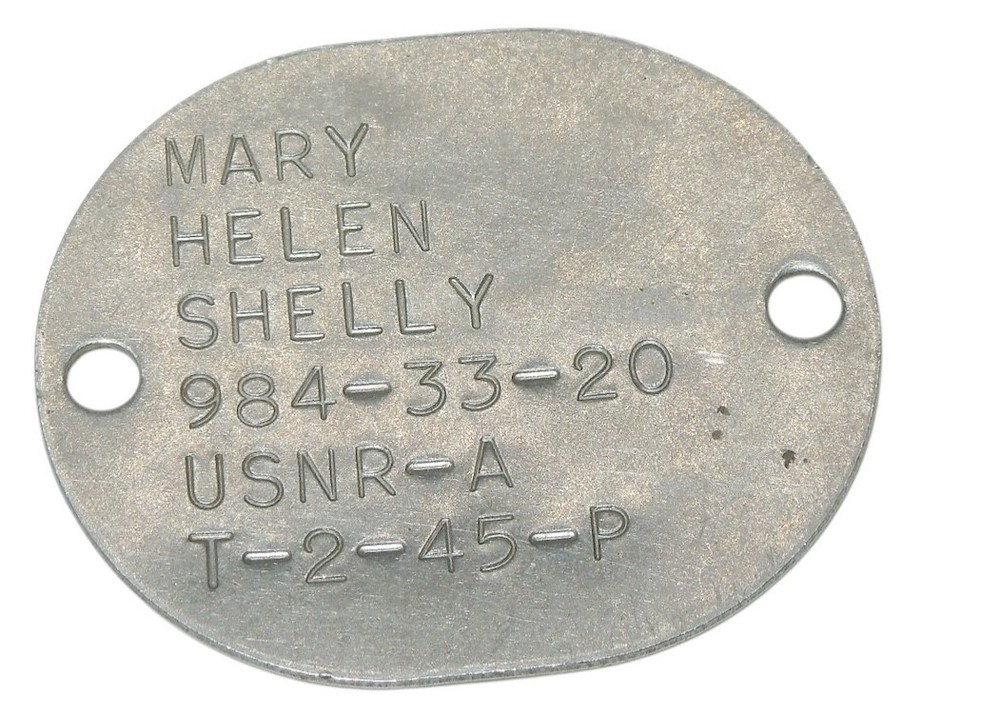 MARY
HELEN
SHELLY
984-33-20
USNR-A
T-2-45-P